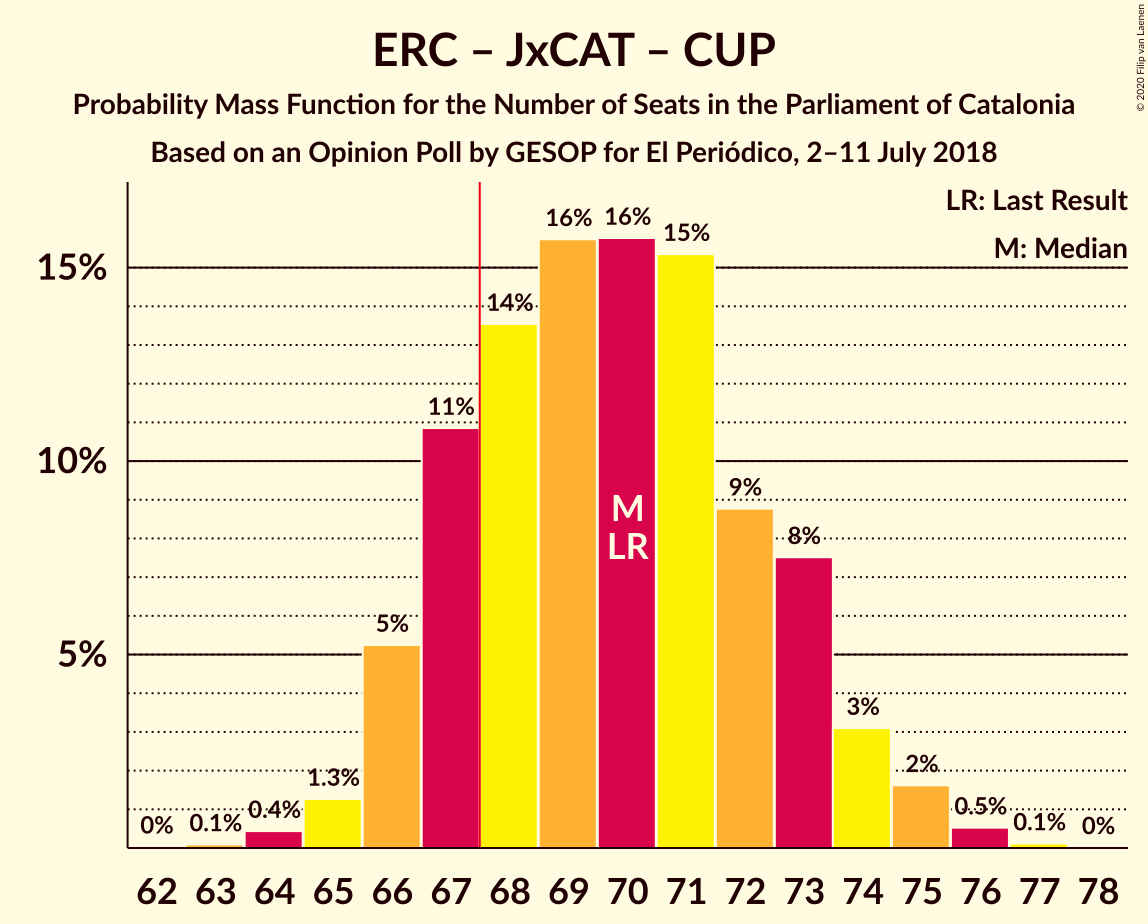 ERC – JxCAT – CUP
Probability Mass Function for the Number of Seats in the Parliament of Catalonia
Based on an Opinion Poll by GESOP for El Periódico, 2–11 July 2018
© 2020 Filip van Laenen
LR: Last Result
M: Median
15%
10%
5%
0%
0.1%
0.4%
1.3%
5%
11%
14%
16%
16%
15%
9%
8%
3%
2%
0.5%
0.1%
0%
M
LR
62 63 64 65 66 67 68 69 70 71 72 73 74 75 76 77 78